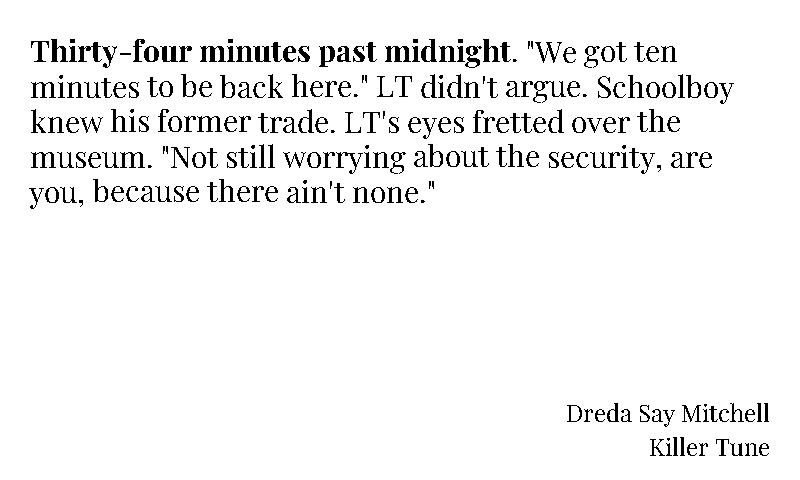 Thirty-four minutes past midnight. "We got ten
minutes to be back here." LT didn't argue. Schoolboy
knew his former trade. LT's eyes fretted over the
museum. "Not still worrying about the security, are
you, because there ain't none."
Dreda Say Mitchell
Killer Tune